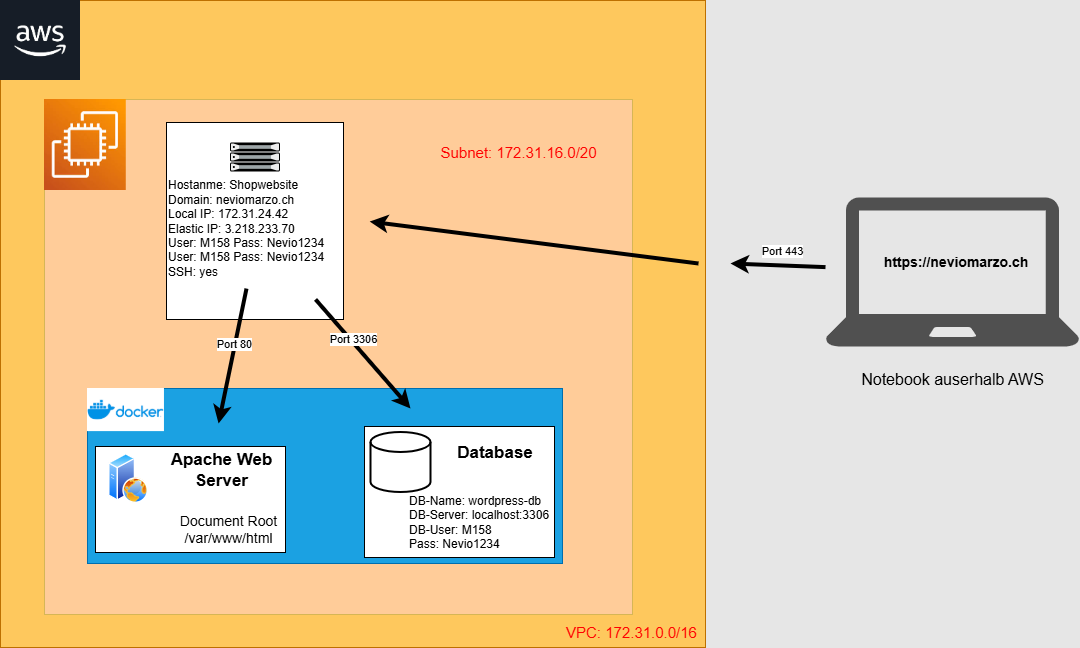 aws
Subnet: 172.31.16.0/20
Hostanme: Shopwebsite
Domain: neviomarzo.ch
Local IP: 172.31.24.42
Elastic IP: 3.218.233.70
User: M158 Pass: Nevio1234
User: M158 Pass: Nevio1234
SSH: yes
Port 443
https://neviomarzo.ch
Notebook auserhalb AWS
Port 80
Port 3306
docker
Apache Web
Server
Document Root
/var/www/html
Database
DB-Name: wordpress-db
DB-Server: localhost:3306
DB-User: M158
Pass: Nevio1234
VPC: 172.31.0.0/16